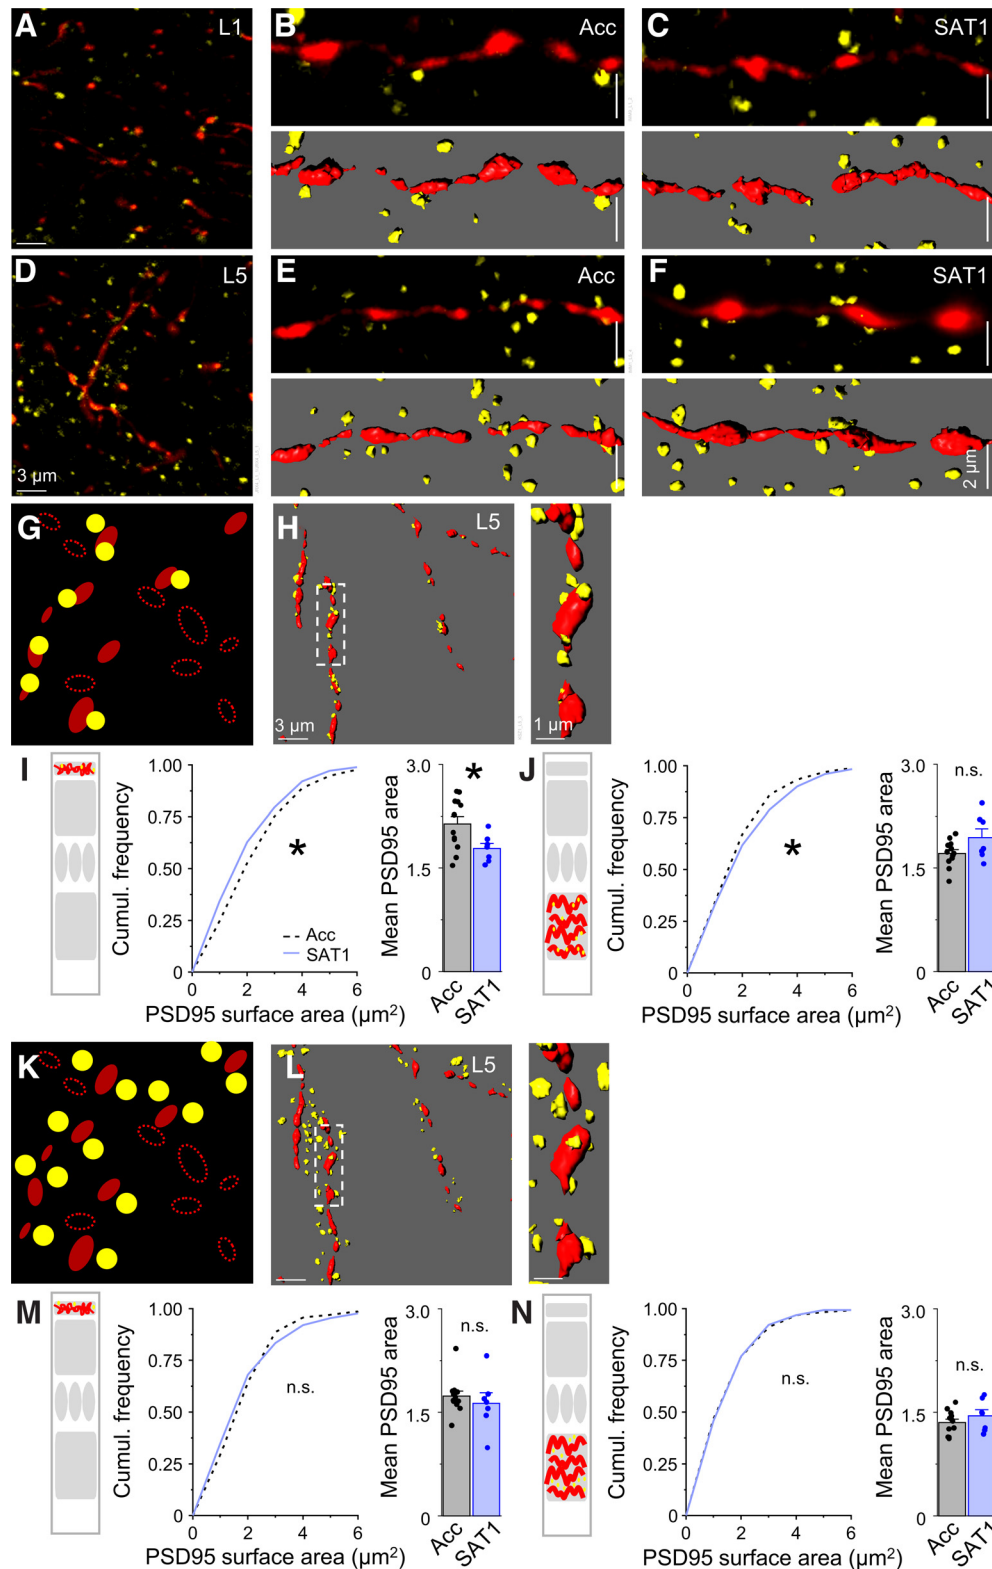 A L1
B Acc
C SAT1
D L5
3 µm
E Acc
F SAT1
2 µm
G
H L5
3 µm
1 µm
I
Cumul. frequency
1.00
0.75
0.50
0.25
0
0 2 4 6
PSD95 surface area (µm²)
*
Acc
SAT1
Mean PSD95 area
3.0
1.5
0
*
Acc
SAT1
J
Cumul. frequency
1.00
0.75
0.50
0.25
0
0 2 4 6
PSD95 surface area (µm²)
*
Mean PSD95 area
3.0
1.5
0
n.s.
Acc
SAT1
K
L L5
M
Cumul. frequency
1.00
0.75
0.50
0.25
0
0 2 4 6
PSD95 surface area (µm²)
n.s.
Mean PSD95 area
3.0
1.5
0
n.s.
Acc
SAT1
N
Cumul. frequency
1.00
0.75
0.50
0.25
0
0 2 4 6
PSD95 surface area (µm²)
n.s.
Mean PSD95 area
3.0
1.5
0
n.s.
Acc
SAT1